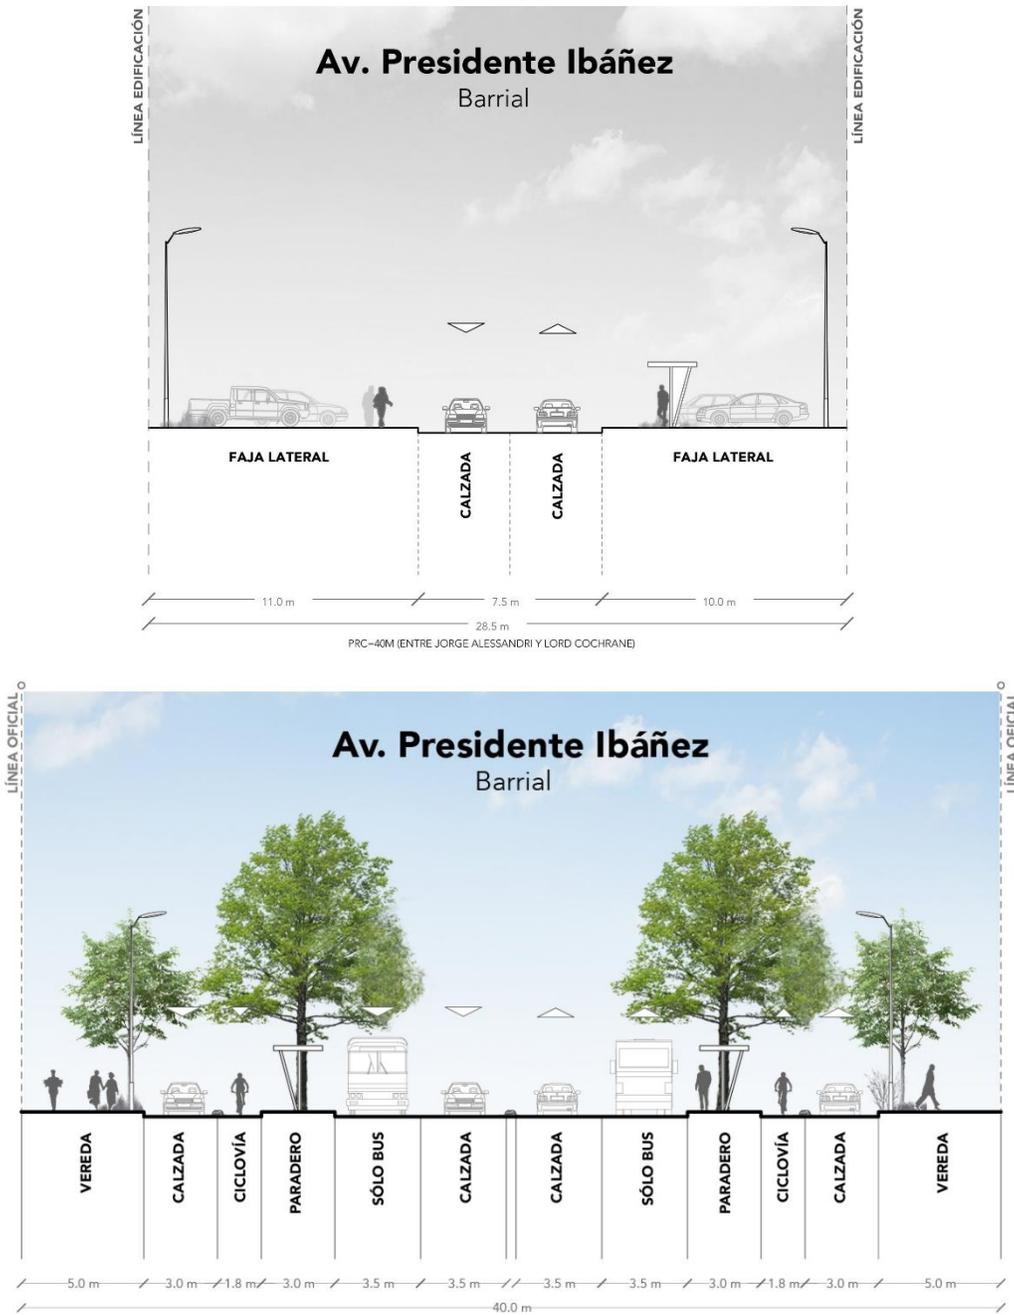 LÍNEA EDIFICACIÓN
LÍNEA EDIFICACIÓN
Av. Presidente Ibáñez
Barrial
FAJA LATERAL
CALZADA
CALZADA
FAJA LATERAL
11.0 m
7.5 m
10.0 m
28.5 m
PRC-40M (ENTRE JORGE ALESSANDRI Y LORD COCHRANE)
LÍNEA OFICIAL
LÍNEA OFICIAL
Av. Presidente Ibáñez
Barrial
VEREDA
CALZADA
CICLOVÍA
PARADERO
SÓLO BUS
CALZADA
CALZADA
SÓLO BUS
PARADERO
CICLOVÍA
CALZADA
VEREDA
5.0 m
3.0 m
1.8 m
3.0 m
3.5 m
3.5 m
3.5 m
3.5 m
3.0 m
1.8 m
3.0 m
5.0 m
40.0 m